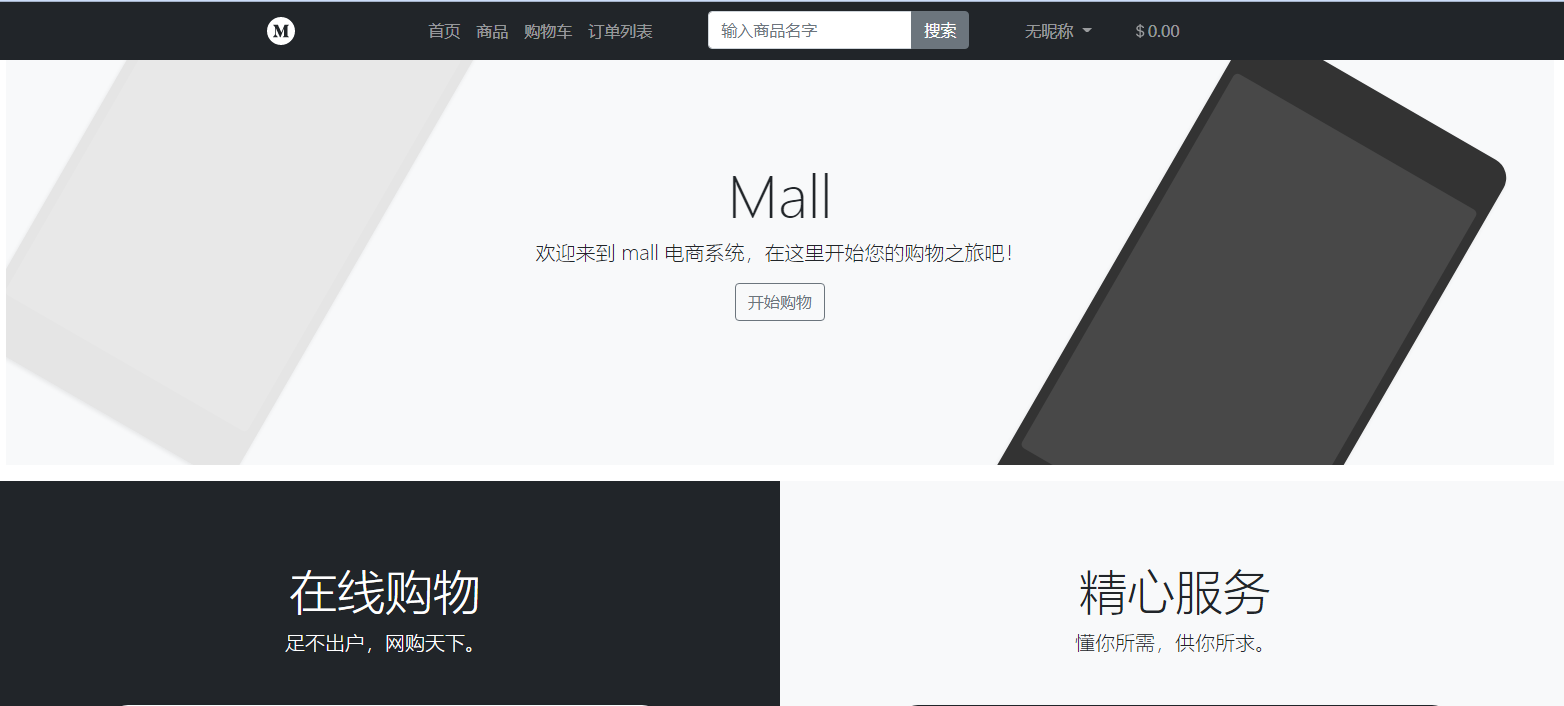 M 首页 商品 购物车 订单列表 输入商品名字 搜索 无昵称 $ 0.00
Mall
欢迎来到 mall 电商系统，在这里开始您的购物之旅吧！
开始购物
在线购物
足不出户，网购天下。
精心服务
懂你所需，供你所求。